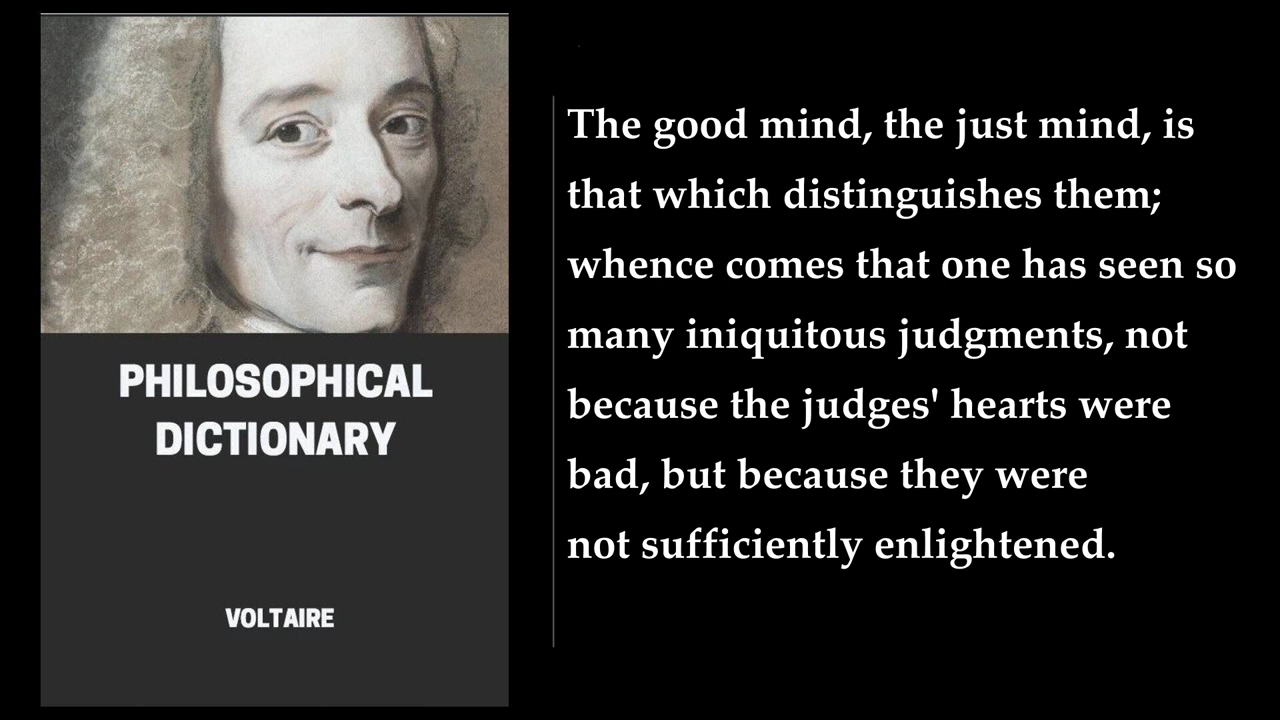 PHILOSOPHICAL
DICTIONARY
VOLTAIRE
The good mind, the just mind, is
that which distinguishes them;
whence comes that one has seen so
many iniquitous judgments, not
because the judges' hearts were
bad, but because they were
not sufficiently enlightened.